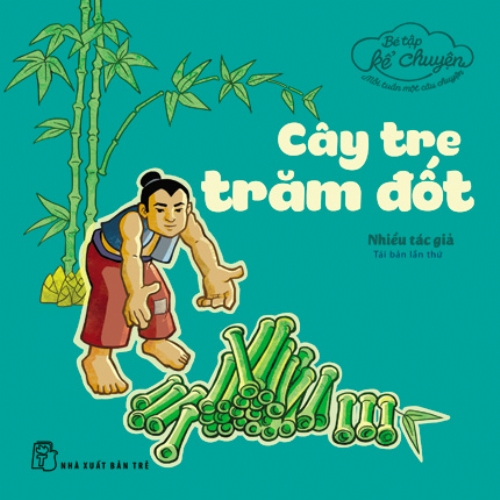 Bé tập
kể chuyện
Mỗi tuần một câu chuyện
Cây tre
trăm đốt
Nhiều tác giả
Tái bản lần thứ
NHÀ XUẤT BẢN TRẺ